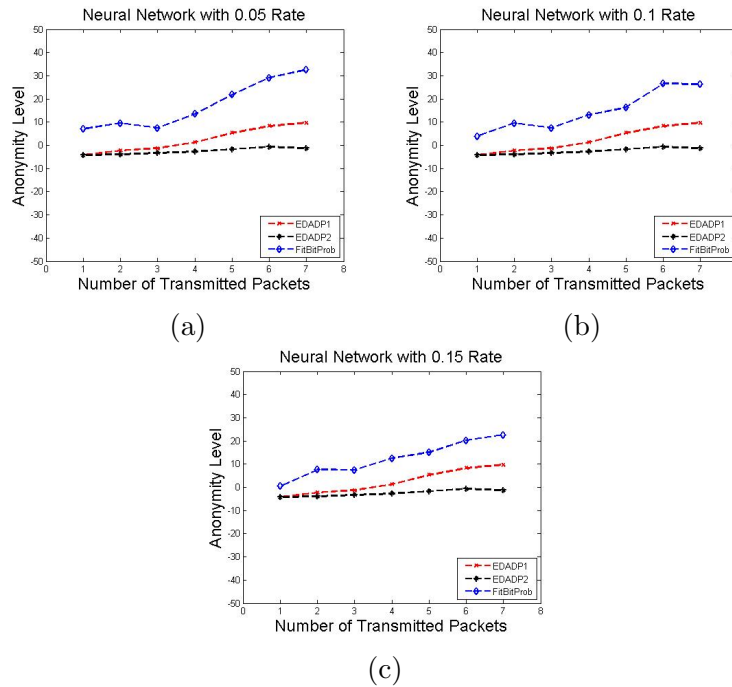 Neural Network with 0.05 Rate
Anonymity Level
50
40
30
20
10
0
-10
-20
-30
-40
-50
0 1 2 3 4 5 6 7 8
Number of Transmitted Packets
EDADP1
EDADP2
FitBitProb
(a)
Neural Network with 0.1 Rate
Anonymity Level
50
40
30
20
10
0
-10
-20
-30
-40
-50
0 1 2 3 4 5 6 7
Number of Transmitted Packets
EDADP1
EDADP2
FitBitProb
(b)
Neural Network with 0.15 Rate
Anonymity Level
50
40
30
20
10
0
-10
-20
-30
-40
-50
0 1 2 3 4 5 6 7 8
Number of Transmitted Packets
EDADP1
EDADP2
FitBitProb
(c)